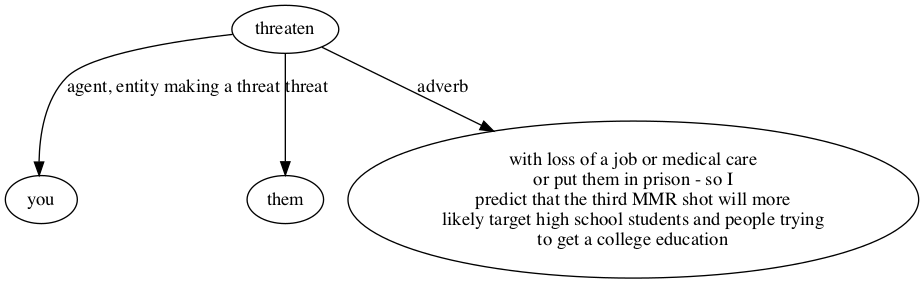 threaten
agent, entity making a threat
threat
adverb
you
them
with loss of a job or medical care
or put them in prison - so I
predict that the third MMR shot will more
likely target high school students and people trying
to get a college education